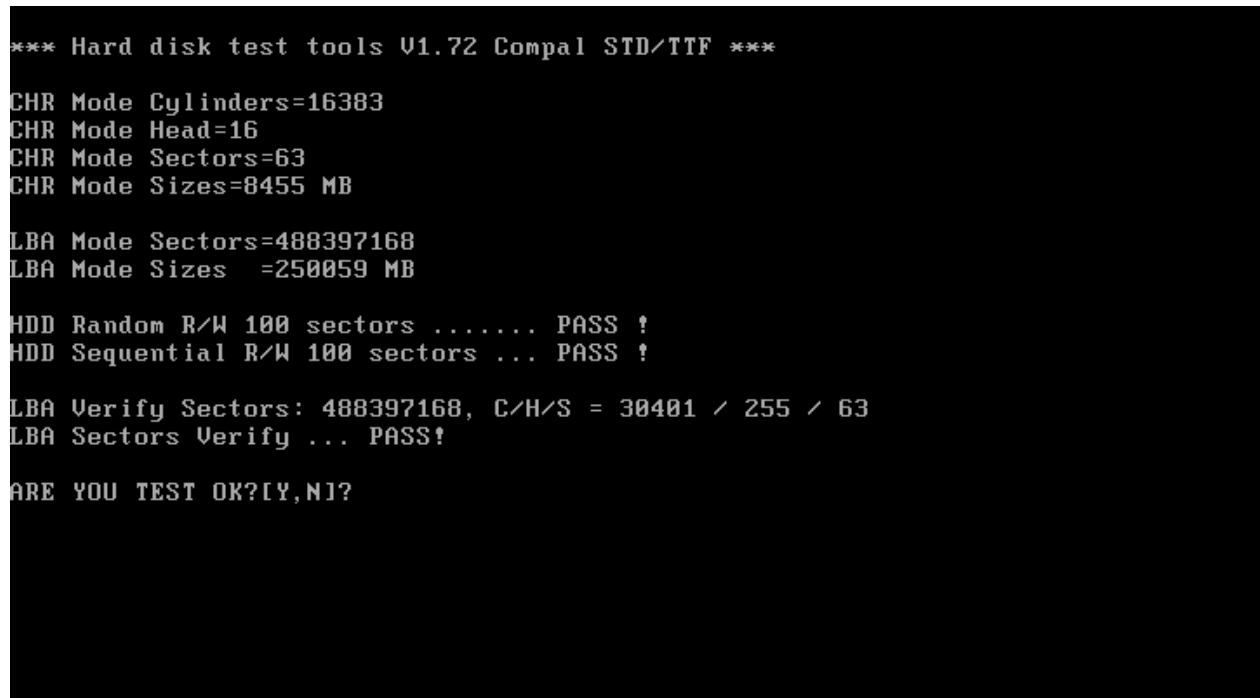 *** Hard disk test tools V1.72 Compal STD/TTF ***
CHR Mode Cylinders=16383
CHR Mode Head=16
CHR Mode Sectors=63
CHR Mode Sizes=8455 MB
LBA Mode Sectors=488397168
LBA Mode Sizes  =250059 MB
HDD Random R/W 100 sectors ....... PASS !
HDD Sequential R/W 100 sectors ... PASS !
LBA Verify Sectors: 488397168, C/H/S = 30401 / 255 / 63
LBA Sectors Verify ... PASS!
ARE YOU TEST OK?[Y,N]?